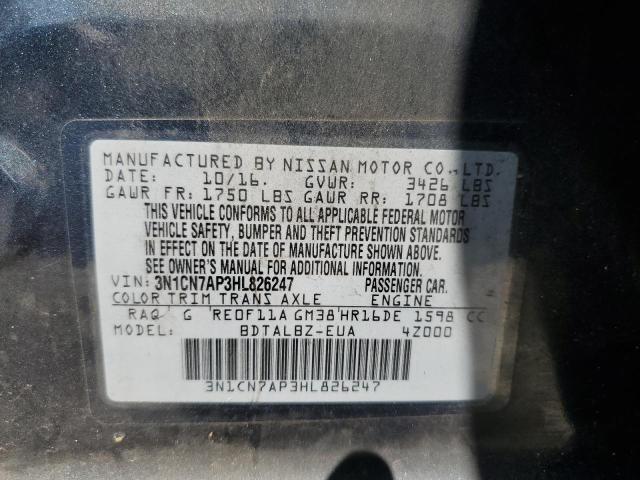 MANUFACTURED BY NISSAN MOTOR CO.,LTD.
DATE: 10/16. GVWR: 3426 LBS
GAWR FR: 1750 LBS GAWR RR: 1708 LBS
THIS VEHICLE CONFORMS TO ALL APPLICABLE FEDERAL MOTOR
VEHICLE SAFETY, BUMPER AND THEFT PREVENTION STANDARDS
IN EFFECT ON THE DATE OF MANUFACTURE SHOWN ABOVE.
SEE OWNER'S MANUAL FOR ADDITIONAL INFORMATION.
VIN: 3N1CN7AP3HL826247 PASSENGER CAR.
COLOR TRIM TRANS AXLE ENGINE
RAQ G RE0F11A GM38 HR16DE 1598 CC
MODEL: BDTALBZ-EUA 4Z000
3N1CN7AP3HL826247